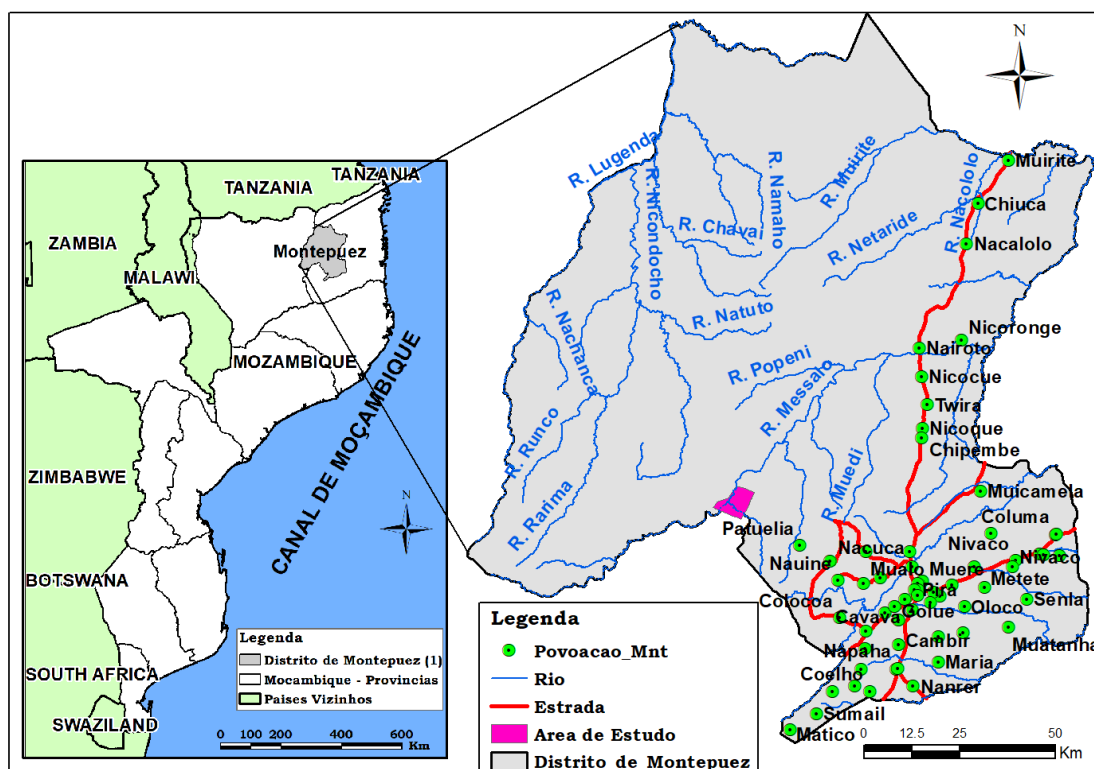 TANZANIA
TANZANIA
ZAMBIA
MALAWI
Montepuez
MOZAMBIQUE
CANAL DE MOÇAMBIQUE
ZIMBABWE
BOTSWANA
SOUTH AFRICA
SWAZILAND
N
Legenda
Distrito de Montepuez (1)
Mocambique - Provincias
Paises Vizinhos
0 200 400 600
Km
N
R. Lugenda
R. Nicondocho
R. Namaho
R. Muirite
R. Chavai
R. Netaride
R. Nacololo
R. Nachanca
R. Natuto
R. Popeni
R. Messalo
R. Runco
R. Rarima
R. Muedi
Muirite
Chiuca
Nacalolo
Nicoronge
Nairoto
Nicocue
Twira
Nicoque
Chipembe
Muicamela
Columa
Patuelia
Nivaco
Nacuca
Nivaco
Nauine
Mualo
Muere
Metete
Pira
Colocoa
Golue
Oloco
Senla
Cavava
Cambir
Muatanha
Napaha
Maria
Coelho
Nanrer
Sumail
Matico
Legenda
Povoacao_Mnt
Rio
Estrada
Area de Estudo
Distrito de Montepuez
0 12.5 25 50
Km